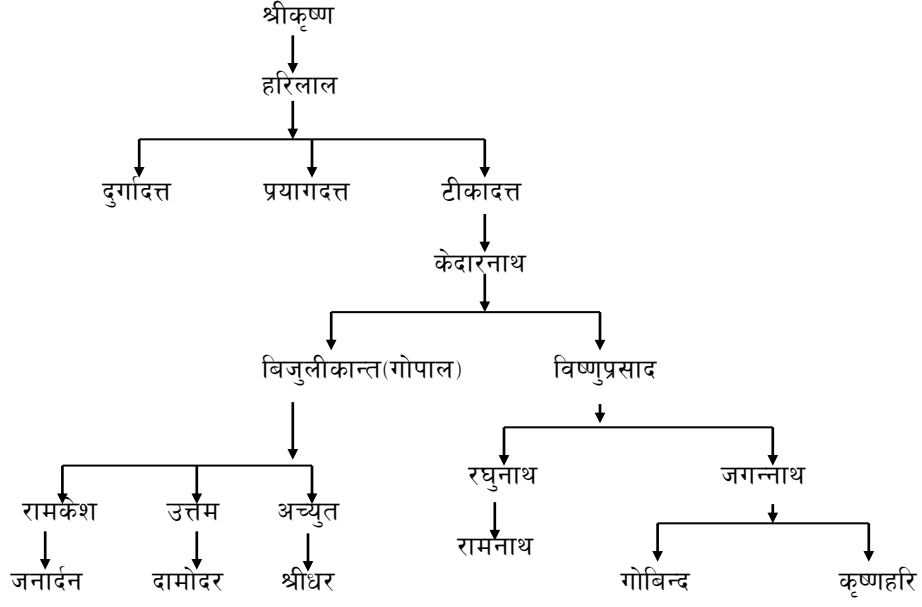 श्रीकृष्ण
हरिलाल
दुर्गादत्त प्रयागदत्त टीकादत्त
केदारनाथ
बिजुलीकान्त(गोपाल) विष्णुप्रसाद
रघुनाथ जगन्नाथ
रामकेश उत्तम अच्युत
रामनाथ
जनार्दन दामोदर श्रीधर गोबिन्द कृष्णहरि